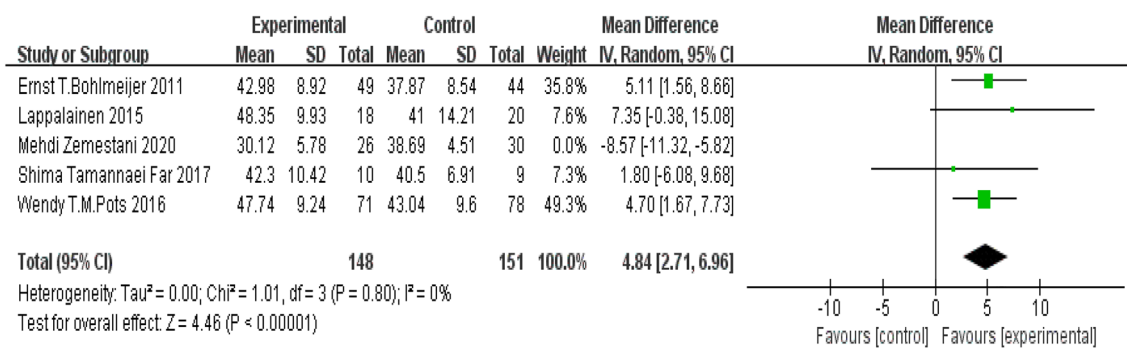 Experimental Control Mean Difference Mean Difference
Study or Subgroup Mean SD Total Mean SD Total Weight IV, Random, 95% CI IV, Random, 95% CI
Ernst T.Bohlmeijer 2011 42.98 8.92 49 37.87 8.54 44 35.8% 5.11 [1.56, 8.66]
Lappalainen 2015 48.35 9.93 18 41 14.21 20 7.6% 7.35 [-0.38, 15.08]
Mehdi Zemestani 2020 30.12 5.78 26 38.69 4.51 30 0.0% -8.57 [-11.32, -5.82]
Shima Tamannaei Far 2017 42.3 10.42 10 40.5 6.91 9 7.3% 1.80 [-6.08, 9.68]
Wendy T.M.Pots 2016 47.74 9.24 71 43.04 9.6 78 49.3% 4.70 [1.67, 7.73]
Total (95% CI) 148 151 100.0% 4.84 [2.71, 6.96]
Heterogeneity: Tau² = 0.00; Chi² = 1.01, df = 3 (P = 0.80); I² = 0%
Test for overall effect: Z = 4.46 (P < 0.00001)
-10 -5 0 5 10
Favours [control] Favours [experimental]